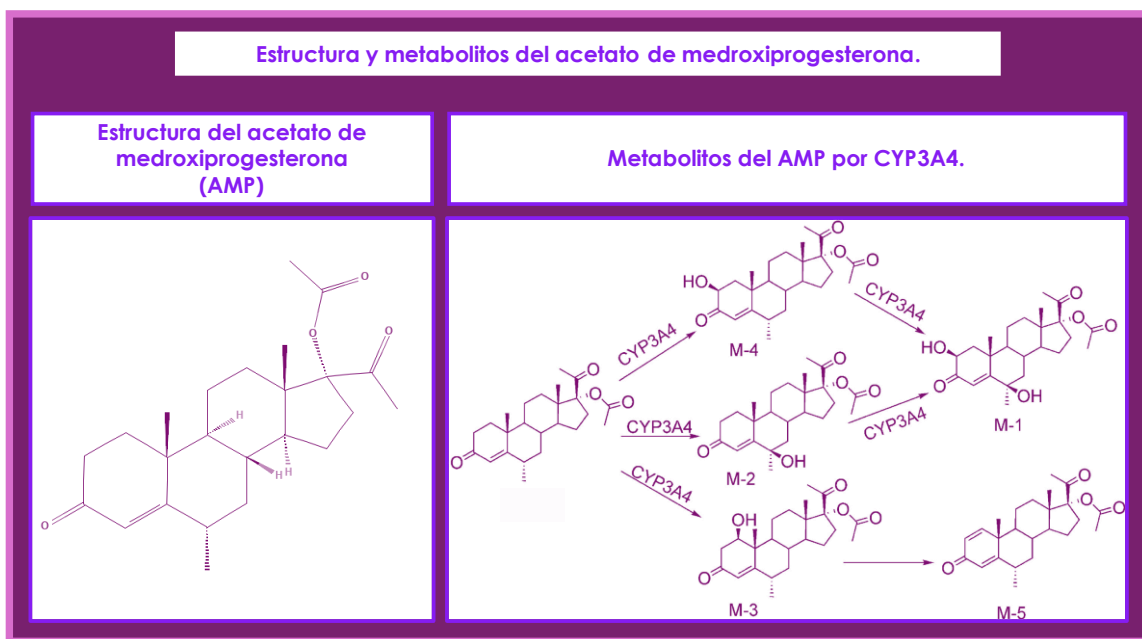 Estructura y metabolitos del acetato de medroxiprogesterona.
Estructura del acetato de
medroxiprogesterona
(AMP)
Metabolitos del AMP por CYP3A4.
O
O
O
O
H
H
H
O
O
O
O
CYP3A4
CYP3A4
CYP3A4
HO
O
O
O
O
M-4
O
O
O
O
OH
M-2
OH
O
O
O
O
M-3
CYP3A4
CYP3A4
HO
O
O
O
O
OH
M-1
O
O
O
O
M-5